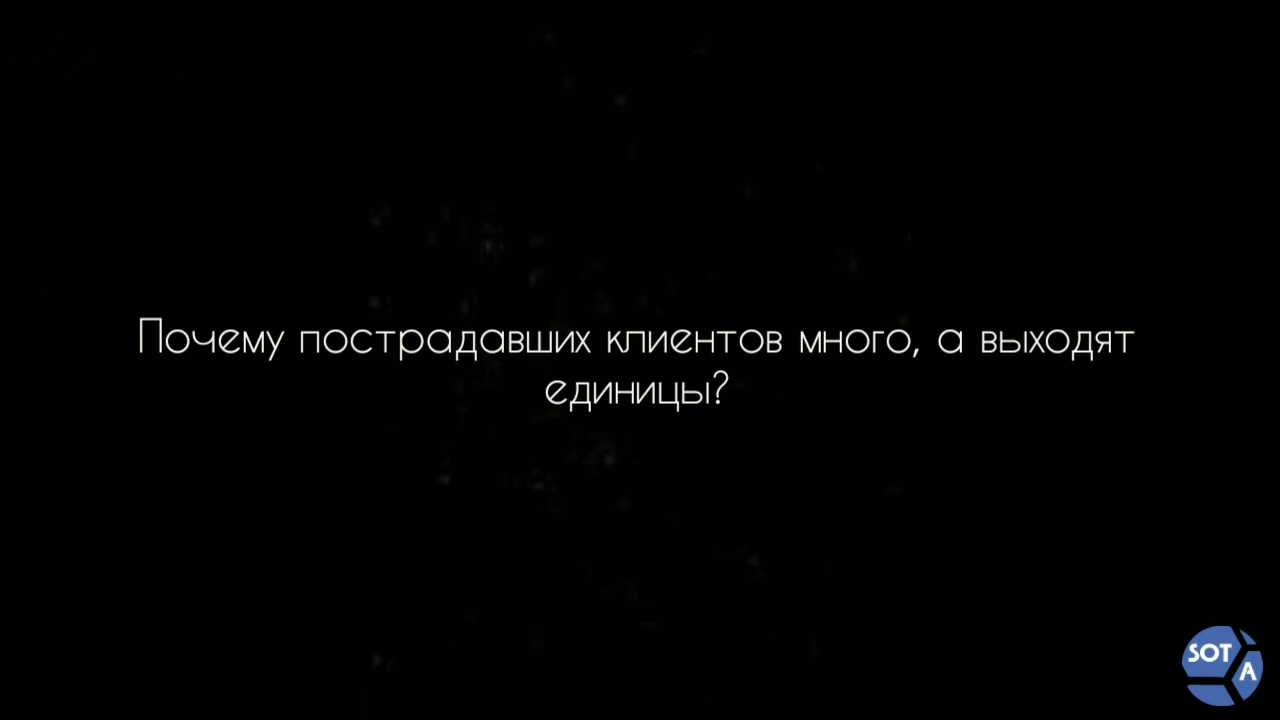 Почему пострадавших клиентов много, а выходят
единицы?
SOT
A